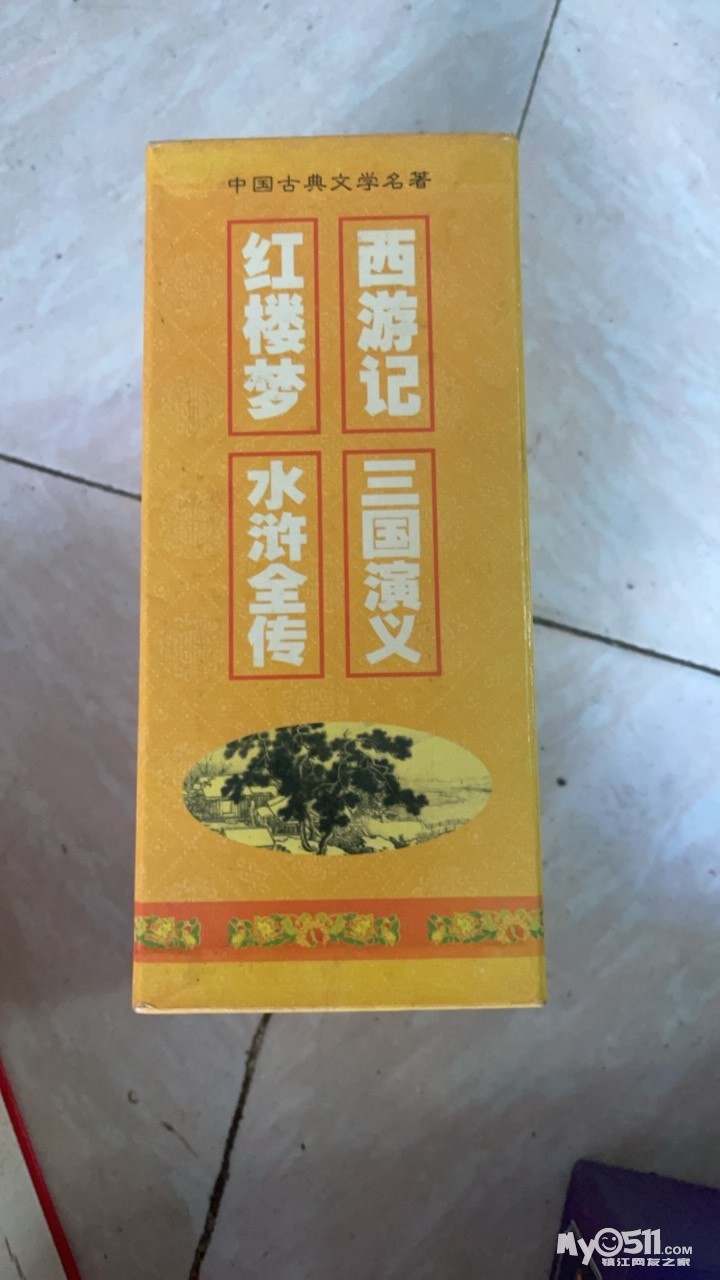 中国古典文学名著
西游记
红楼梦
三国演义
水浒全传
My0511.COM
镇江网友之家